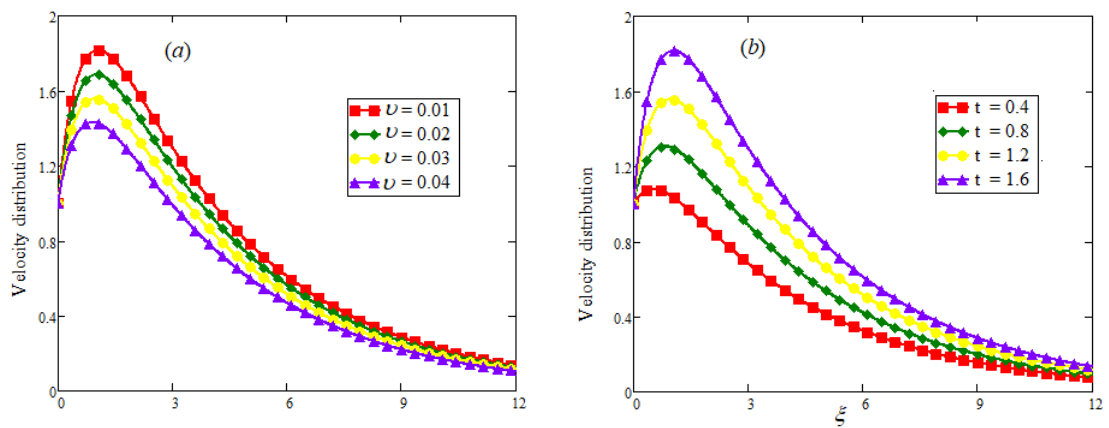 (a)
υ = 0.01
υ = 0.02
υ = 0.03
υ = 0.04
Velocity distribution
2
1.6
1.2
0.8
0.4
0
0 3 6 9 12
(b)
t = 0.4
t = 0.8
t = 1.2
t = 1.6
Velocity distribution
2
1.6
1.2
0.8
0.4
0
0 3 6 9 12
ξ